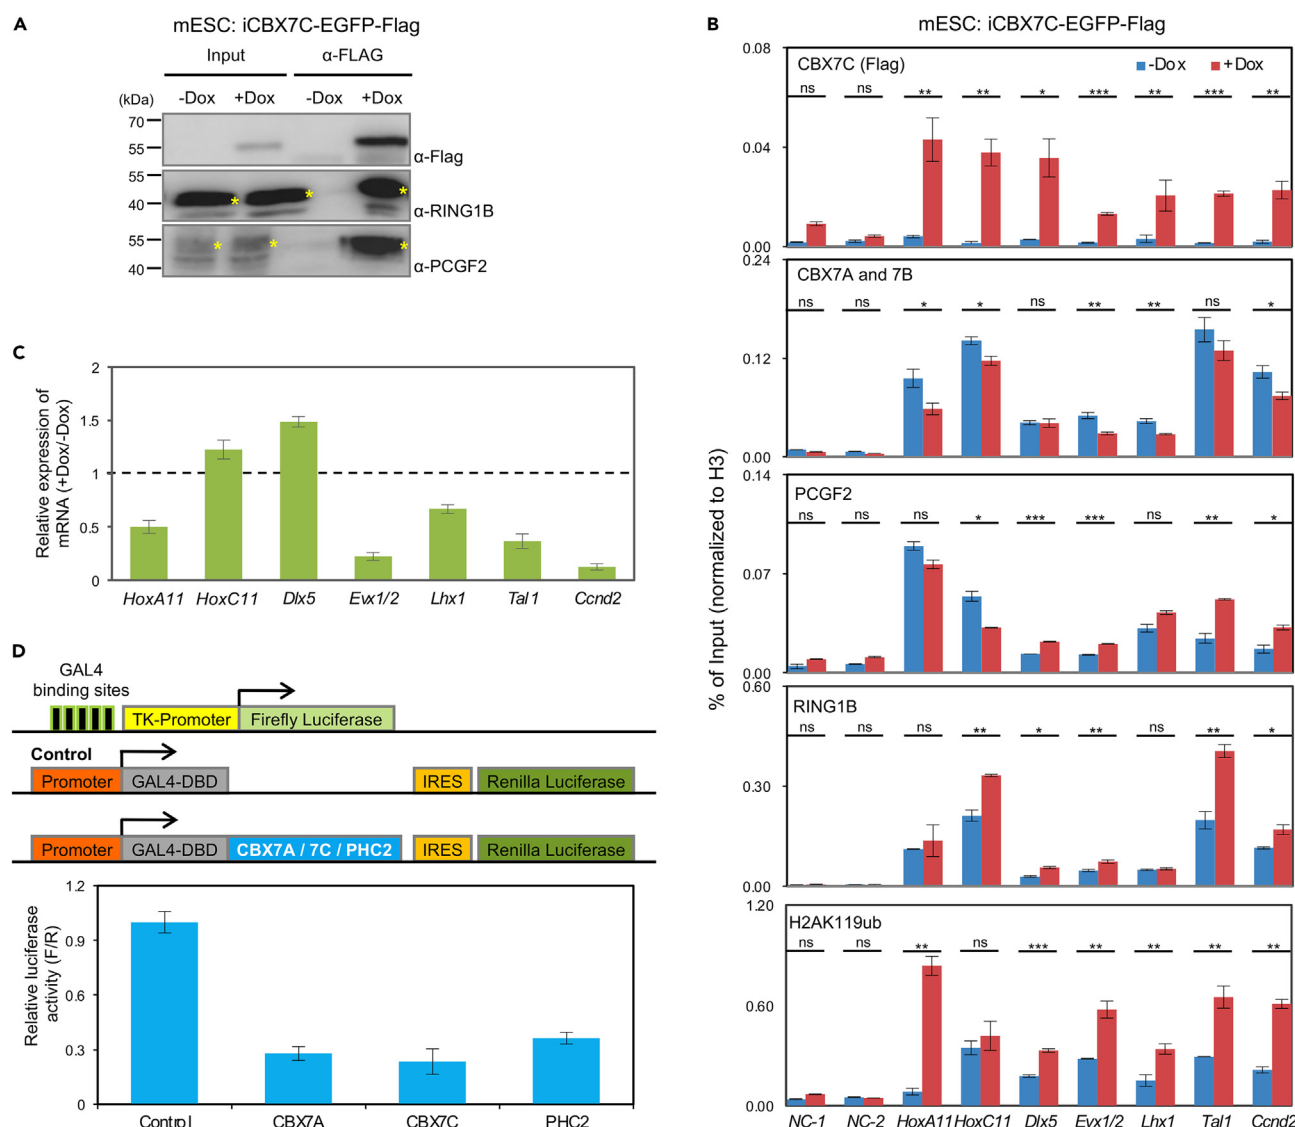 A
mESC: iCBX7C-EGFP-Flag
Input
α-FLAG
(kDa)
-Dox
+Dox
-Dox
+Dox
70
55
α-Flag
55
*
*
*
40
α-RING1B
55
*
*
*
40
α-PCGF2
B
mESC: iCBX7C-EGFP-Flag
% of Input (normalized to H3)
0.08
CBX7C (Flag)
-Dox
+Dox
ns ns ** ** * *** ** *** **
0.04
0.00
0.24
CBX7A and 7B
ns ns * * ns ** ** ns *
0.12
0.00
0.14
PCGF2
ns ns ns * *** *** ns ** *
0.07
0.00
0.60
RING1B
ns ns ns ** * ** ns ** *
0.30
0.00
1.20
H2AK119ub
ns ns ** ns *** ** ** ** **
0.60
0.00
NC-1 NC-2 HoxA11 HoxC11 Dlx5 Evx1/2 Lhx1 Tal1 Ccnd2
C
Relative expression of
mRNA (+Dox/-Dox)
2
1.5
1
0.5
0
HoxA11 HoxC11 Dlx5 Evx1/2 Lhx1 Tal1 Ccnd2
D
GAL4
binding sites
TK-Promoter
Firefly Luciferase
Control
Promoter
GAL4-DBD
IRES
Renilla Luciferase
Promoter
GAL4-DBD
CBX7A / 7C / PHC2
IRES
Renilla Luciferase
Relative luciferase
activity (F/R)
1.2
0.9
0.6
0.3
0
Control CBX7A CBX7C PHC2